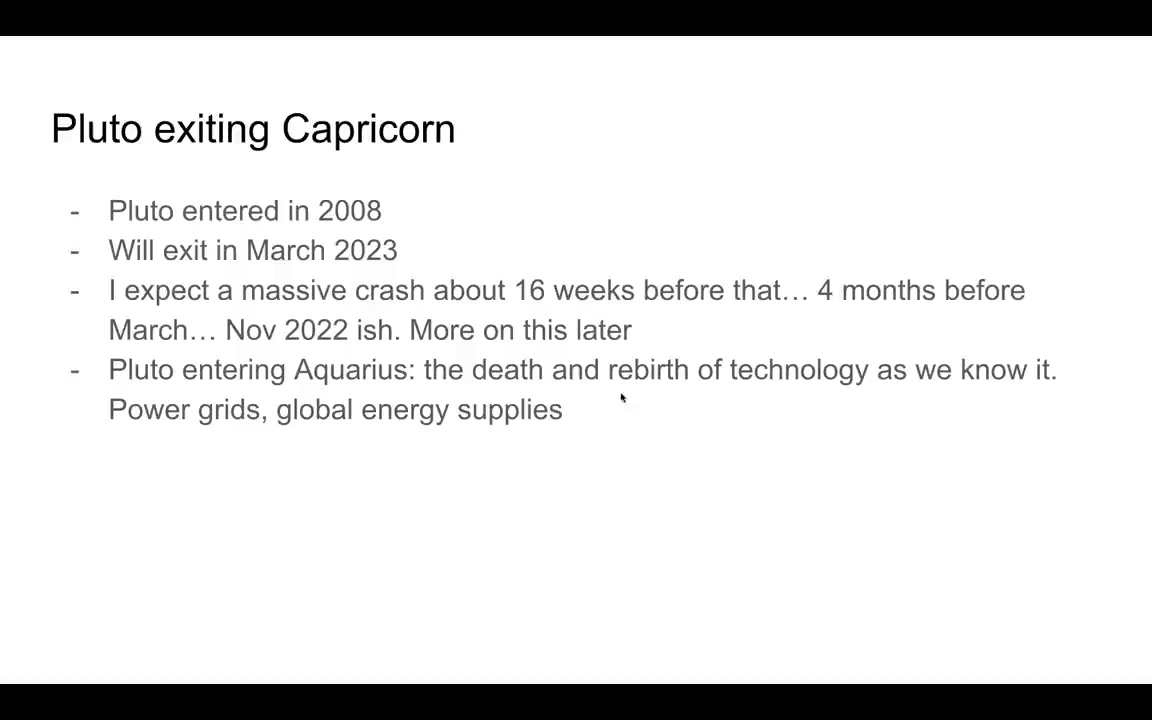 Pluto exiting Capricorn
- Pluto entered in 2008
- Will exit in March 2023
- I expect a massive crash about 16 weeks before that… 4 months before
March… Nov 2022 ish. More on this later
- Pluto entering Aquarius: the death and rebirth of technology as we know it.
Power grids, global energy supplies